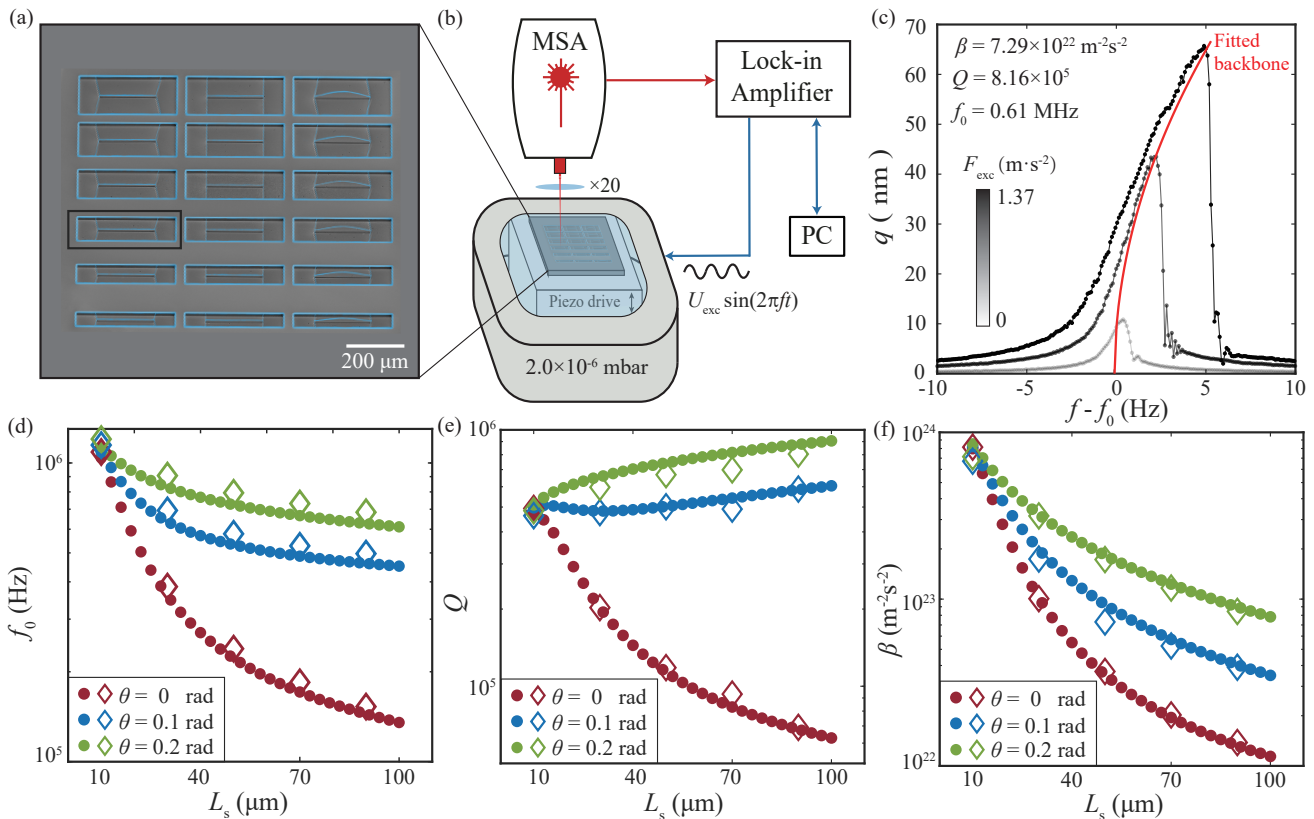 (a)
200 μm
(b)
MSA
Lock-in
Amplifier
×20
PC
Piezo drive
U_exc sin(2πft)
2.0×10⁻⁶ mbar
(c)
β = 7.29×10²² m⁻²s⁻²
Q = 8.16×10⁵
f₀ = 0.61 MHz
Fitted
backbone
F_exc (m·s⁻²)
1.37
0
q ( nm)
70
60
50
40
30
20
10
0
-10 -5 0 5 10
f - f₀ (Hz)
(d)
f₀ (Hz)
10⁶
10⁵
θ = 0 rad
θ = 0.1 rad
θ = 0.2 rad
10 40 70 100
Lₛ (μm)
(e)
Q
10⁶
10⁵
θ = 0 rad
θ = 0.1 rad
θ = 0.2 rad
10 40 70 100
Lₛ (μm)
(f)
β (m⁻²s⁻²)
10²⁴
10²³
10²²
θ = 0 rad
θ = 0.1 rad
θ = 0.2 rad
10 40 70 100
Lₛ (μm)